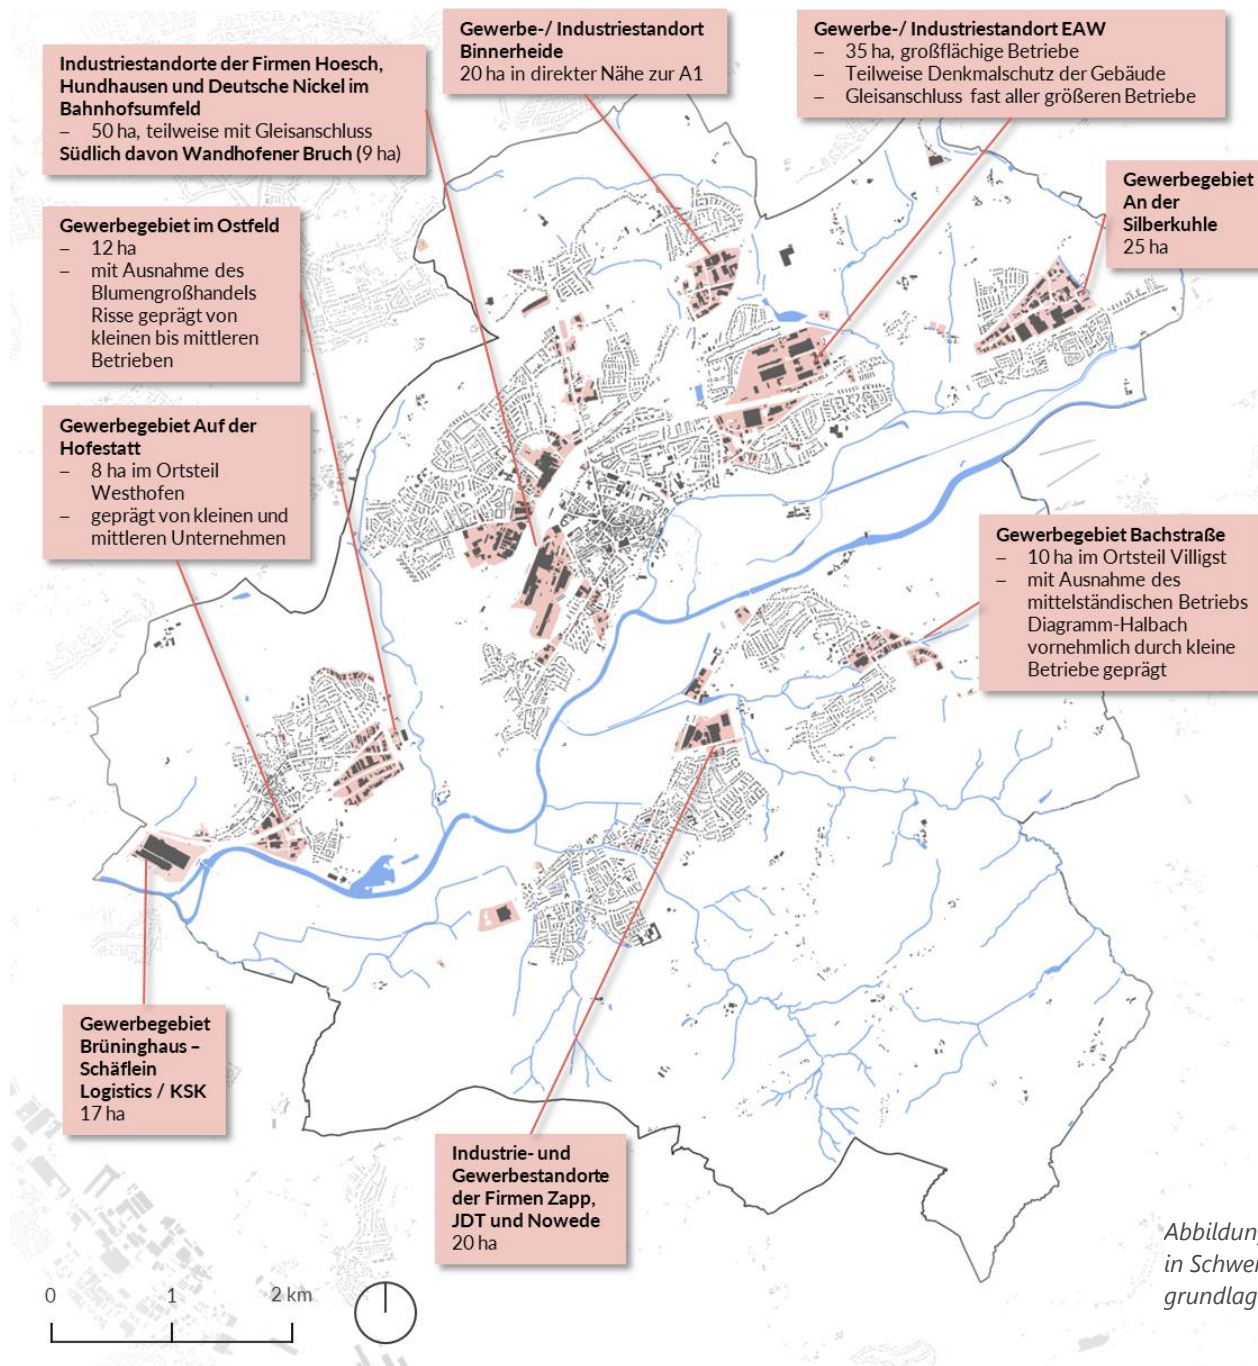 Gewerbe-/ Industriestandort
Binnerheide
20 ha in direkter Nähe zur A1
Gewerbe-/ Industriestandort EAW
– 35 ha, großflächige Betriebe
– Teilweise Denkmalschutz der Gebäude
– Gleisanschluss fast aller größeren Betriebe
Industriestandorte der Firmen Hoesch,
Hundhausen und Deutsche Nickel im
Bahnhofsumfeld
– 50 ha, teilweise mit Gleisanschluss
Südlich davon Wandhofener Bruch (9 ha)
Gewerbegebiet
An der
Silberkuhle
25 ha
Gewerbegebiet im Ostfeld
– 12 ha
– mit Ausnahme des
Blumengroßhandels
Risse geprägt von
kleinen bis mittleren
Betrieben
Gewerbegebiet Auf der
Hofestatt
– 8 ha im Ortsteil
Westhofen
– geprägt von kleinen und
mittleren Unternehmen
Gewerbegebiet Bachstraße
– 10 ha im Ortsteil Villigst
– mit Ausnahme des
mittelständischen Betriebs
Diagramm-Halbach
vornehmlich durch kleine
Betriebe geprägt
Gewerbegebiet
Brüninghaus –
Schäflein
Logistics / KSK
17 ha
Industrie- und
Gewerbestandorte
der Firmen Zapp,
JDT und Nowede
20 ha
Abbildung
in Schwer
grundlag
0 1 2 km